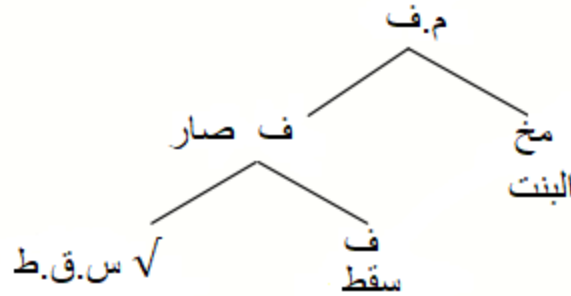 م.ف
مخ
البنت
ف صار
ف
سقط
√ س.ق.ط